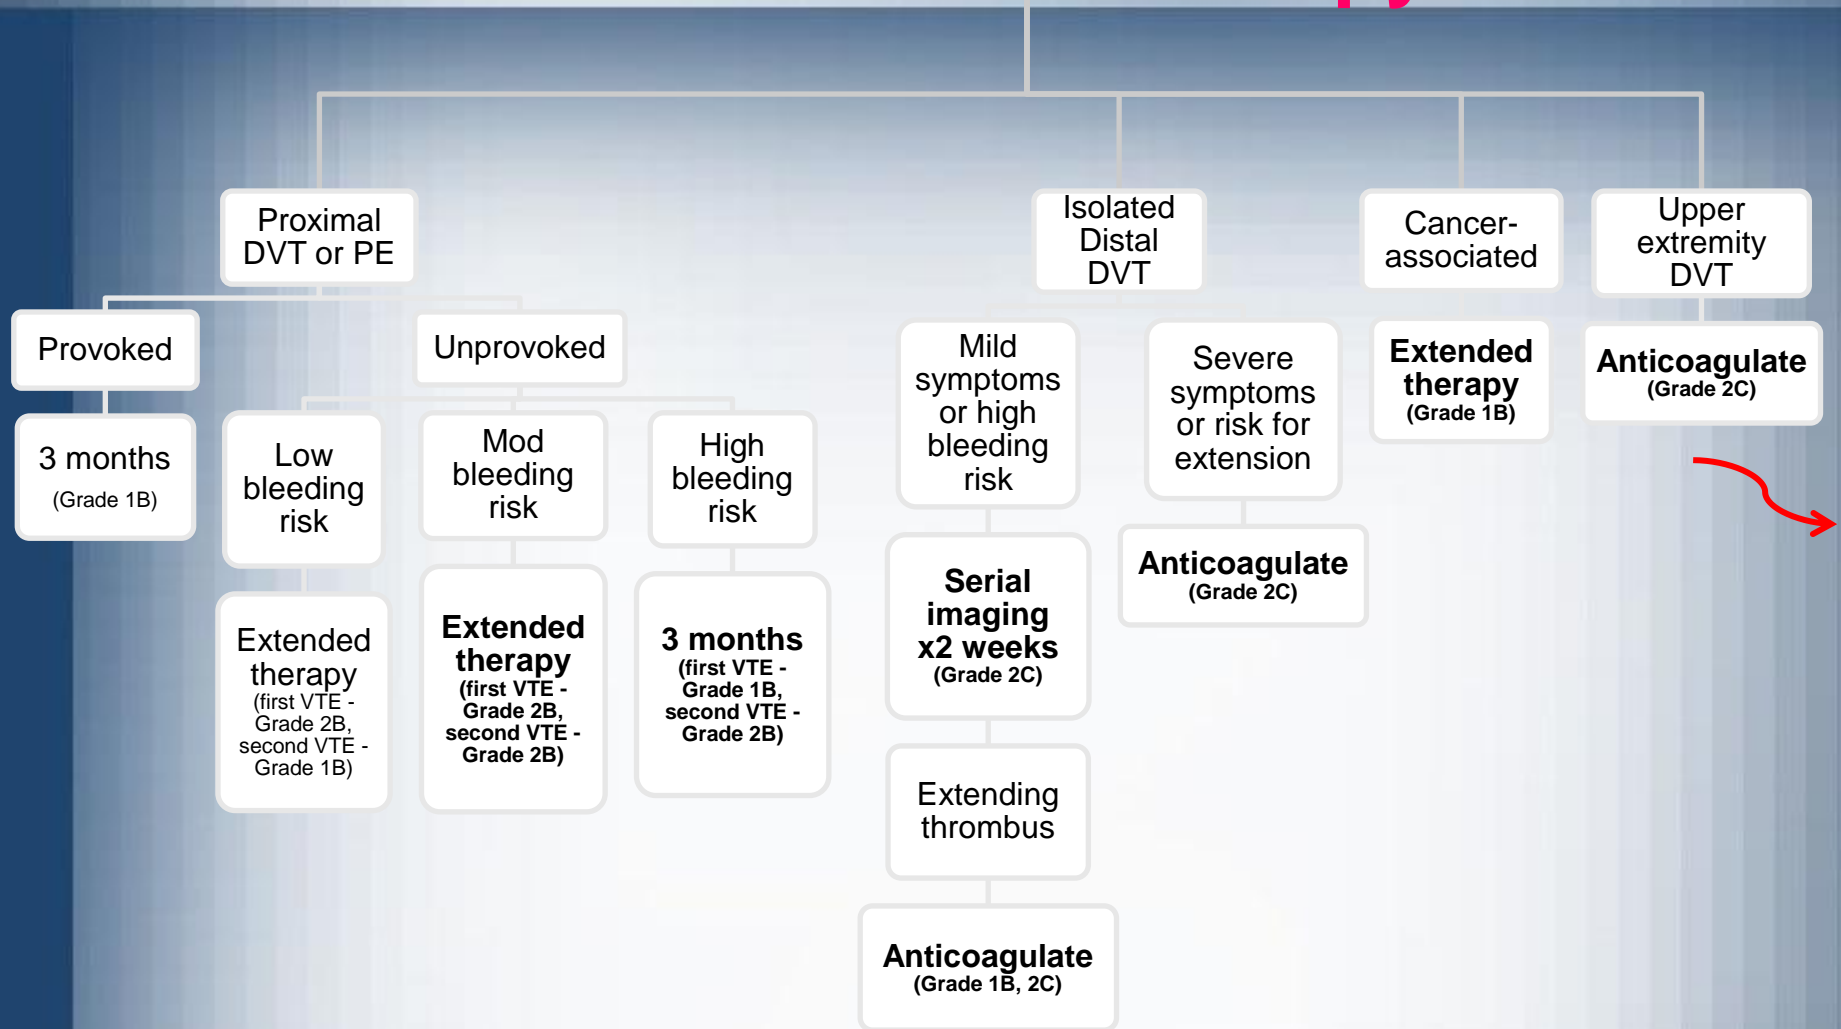 Proximal
DVT or PE
Isolated
Distal
DVT
Cancer-
associated
Upper
extremity
DVT
Provoked
Unprovoked
3 months
(Grade 1B)
Low
bleeding
risk
Mod
bleeding
risk
High
bleeding
risk
Extended
therapy
(first VTE -
Grade 2B,
second VTE -
Grade 1B)
Extended
therapy
(first VTE -
Grade 2B,
second VTE -
Grade 2B)
3 months
(first VTE -
Grade 1B,
second VTE -
Grade 2B)
Mild
symptoms
or high
bleeding
risk
Severe
symptoms
or risk for
extension
Serial
imaging
x2 weeks
(Grade 2C)
Anticoagulate
(Grade 2C)
Extending
thrombus
Anticoagulate
(Grade 1B, 2C)
Extended
therapy
(Grade 1B)
Anticoagulate
(Grade 2C)